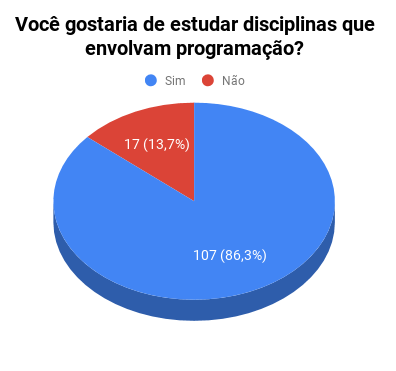 Você gostaria de estudar disciplinas que
envolvam programação?
Sim Não
17 (13,7%)
107 (86,3%)